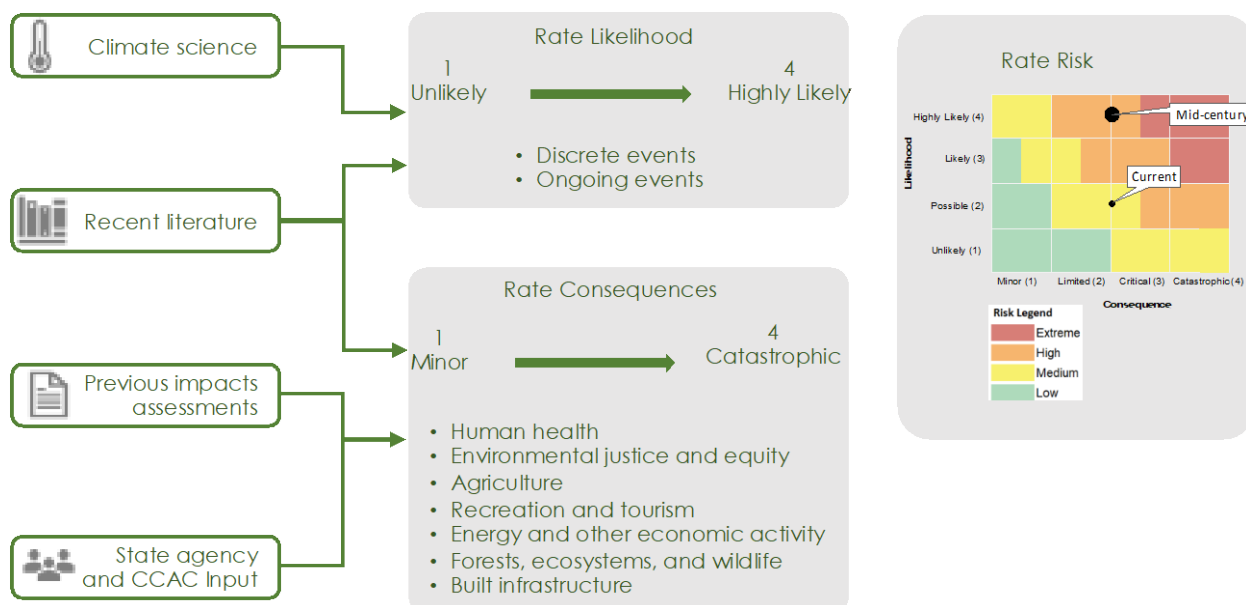 Climate science
Recent literature
Previous impacts
assessments
State agency
and CCAC Input
Rate Likelihood
1
Unlikely
4
Highly Likely
• Discrete events
• Ongoing events
Rate Consequences
1
Minor
4
Catastrophic
• Human health
• Environmental justice and equity
• Agriculture
• Recreation and tourism
• Energy and other economic activity
• Forests, ecosystems, and wildlife
• Built infrastructure
Rate Risk
Likelihood
Highly Likely (4)
Likely (3)
Possible (2)
Unlikely (1)
Mid-century
Current
Minor (1)
Limited (2)
Critical (3)
Catastrophic (4)
Consequence
Risk Legend
Extreme
High
Medium
Low